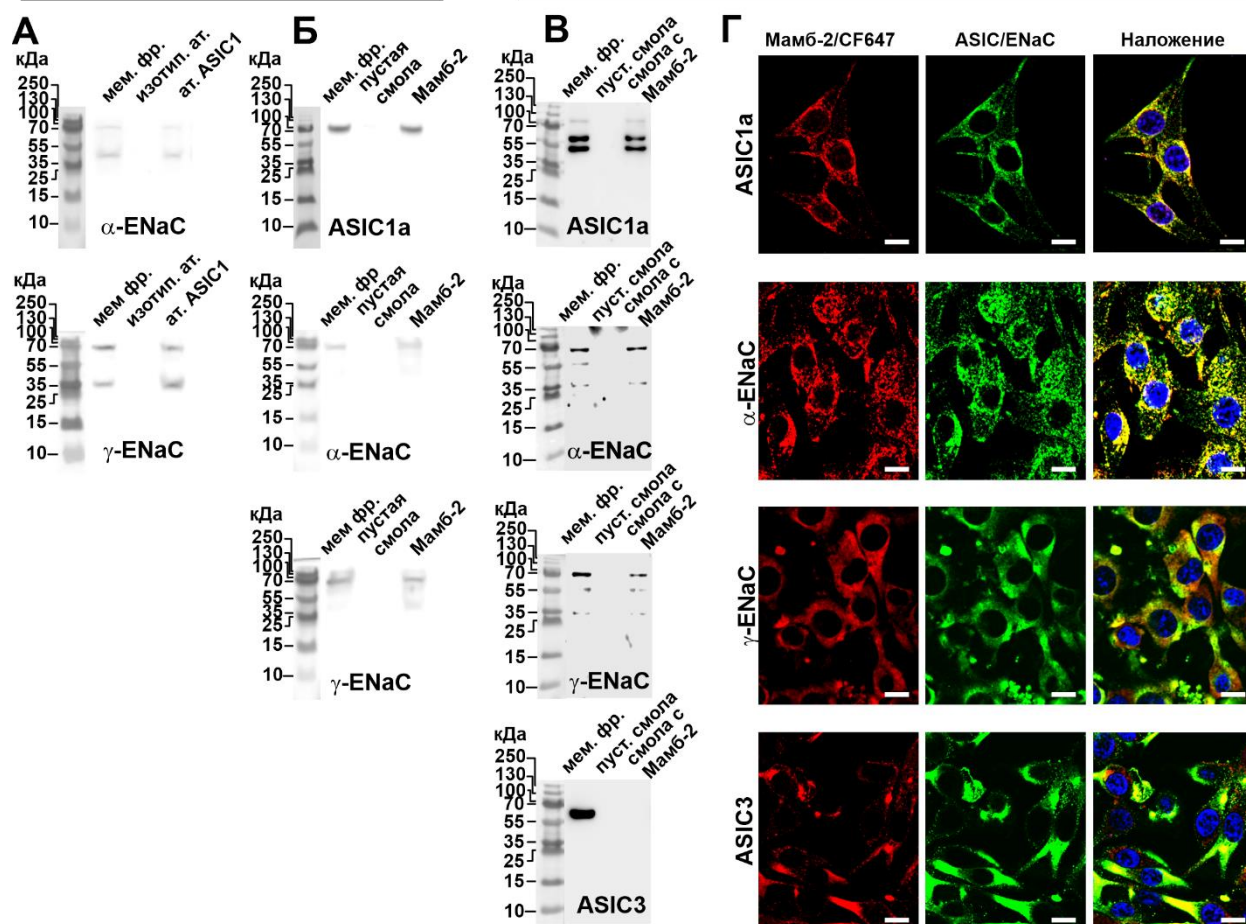 А
кДа
мем. фр.
изотип. ат.
ат. ASIC1
250
130
100
70
55
35
25
15
10
α-ENaC
кДа
мем фр.
изотип. ат.
ат. ASIC1
250
130
100
70
55
35
25
15
10
γ-ENaC
Б
кДа
мем. фр.
пустая
смола
Мамб-2
250
130
100
70
55
35
25
15
10
ASIC1a
кДа
мем. фр.
пустая
смола
Мамб-2
250
130
100
70
55
35
25
15
10
α-ENaC
кДа
мем фр.
пустая
смола
Мамб-2
250
130
100
70
55
35
25
15
10
γ-ENaC
В
кДа
мем. фр.
пуст. смола
смола с
Мамб-2
250
130
100
70
55
35
25
15
10
ASIC1a
кДа
мем. фр.
пуст. смола
смола с
Мамб-2
250
130
100
70
55
35
25
15
10
α-ENaC
кДа
мем. фр.
пуст. смола
смола с
Мамб-2
250
130
100
70
55
35
25
15
10
γ-ENaC
кДа
мем. фр.
пуст. смола
смола с
Мамб-2
250
130
100
70
55
35
25
15
10
ASIC3
Г
Мамб-2/CF647
ASIC/ENaC
Наложение
ASIC1a
α-ENaC
γ-ENaC
ASIC3